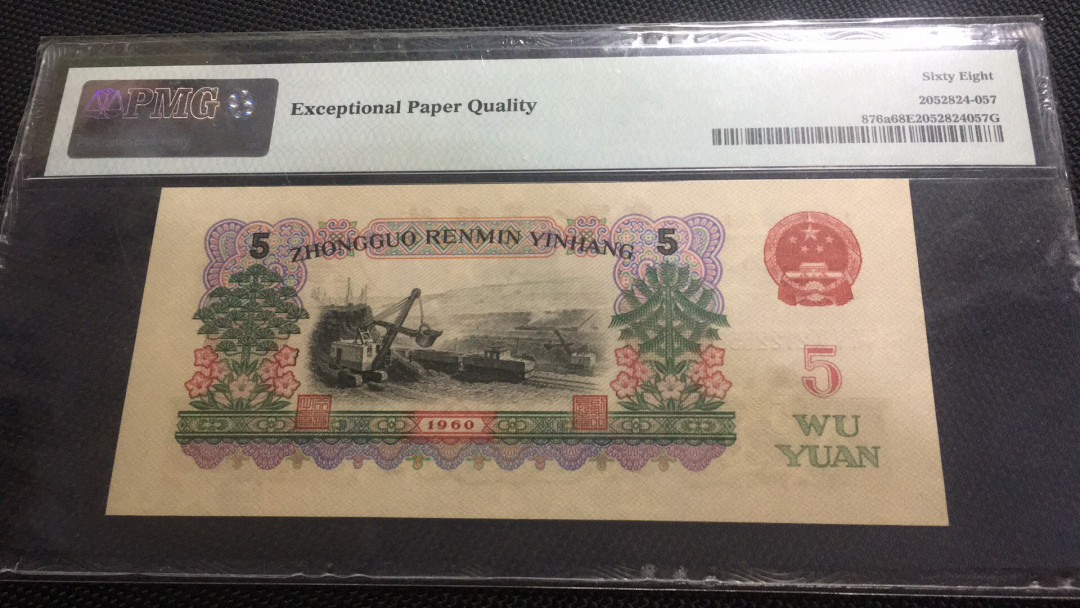 PMG
Exceptional Paper Quality
Sixty Eight
2052824-057
876a68E2052824057G
5 ZHONGGUO RENMIN YINHANG 5
1960
5
WU
YUAN